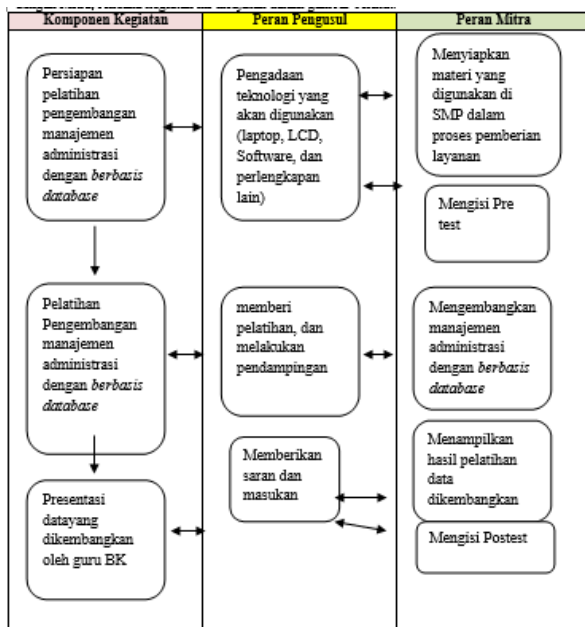 Komponen Kegiatan
Peran Pengusul
Peran Mitra
Persiapan
pelatihan
pengembangan
manajemen
administrasi
dengan berbasis
database
Pengadaan
teknologi yang
akan digunakan
(laptop, LCD,
Software, dan
perlengkapan
lain)
Menyiapkan
materi yang
digunakan di
SMP dalam
proses pemberian
layanan
Mengisi Pre
test
Pelatihan
Pengembangan
manajemen
administrasi
dengan berbasis
database
memberi
pelatihan, dan
melakukan
pendampingan
Mengembangkan
manajemen
administrasi
dengan berbasis
database
Presentasi
datayang
dikembangkan
oleh guru BK
Memberikan
saran dan
masukan
Menampilkan
hasil pelatihan
data
dikembangkan
Mengisi Postest